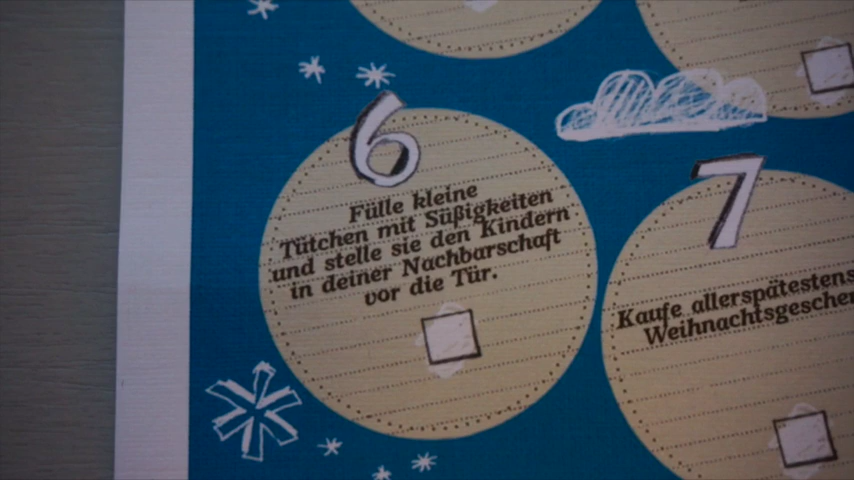 6
Fülle kleine
Tütchen mit Süßigkeiten
und stelle sie den Kindern
in deiner Nachbarschaft
vor die Tür.
7
Kaufe allerspätestens